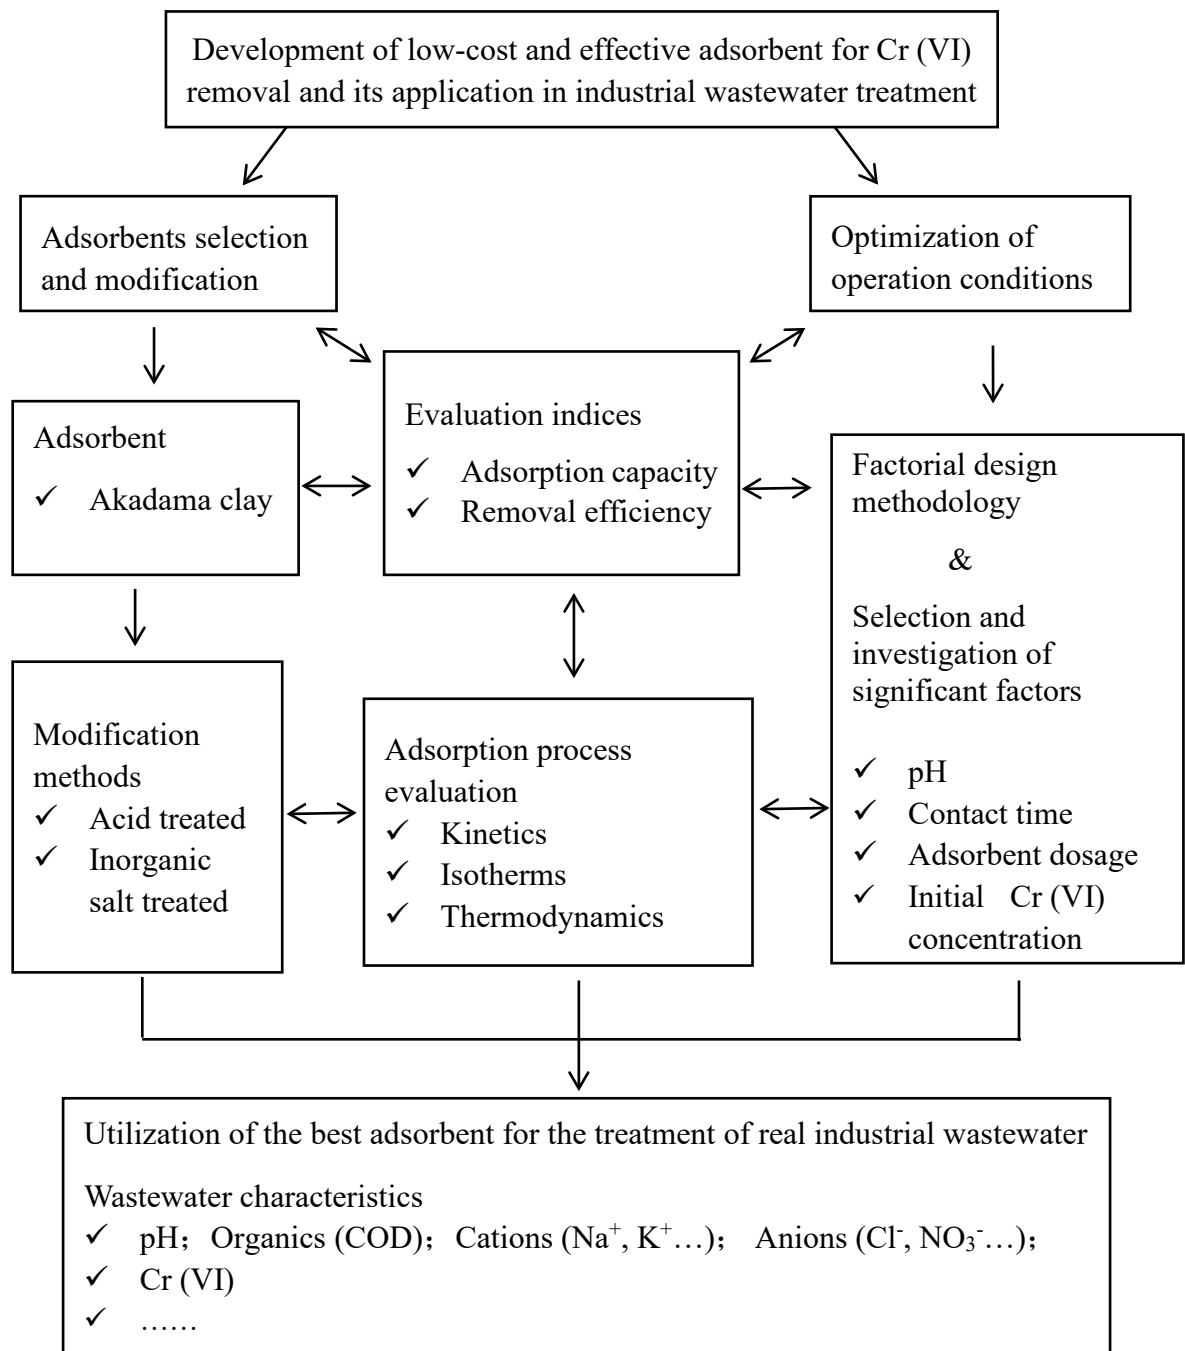 Development of low-cost and effective adsorbent for Cr (VI)
removal and its application in industrial wastewater treatment
Adsorbents selection
and modification
Optimization of
operation conditions
Adsorbent
✓ Akadama clay
Evaluation indices
✓ Adsorption capacity
✓ Removal efficiency
Factorial design
methodology
&
Selection and
investigation of
significant factors
✓ pH
✓ Contact time
✓ Adsorbent dosage
✓ Initial Cr (VI)
concentration
Modification
methods
✓ Acid treated
✓ Inorganic
salt treated
Adsorption process
evaluation
✓ Kinetics
✓ Isotherms
✓ Thermodynamics
Utilization of the best adsorbent for the treatment of real industrial wastewater
Wastewater characteristics
✓ pH; Organics (COD); Cations (Na⁺, K⁺…); Anions (Cl⁻, NO₃⁻…);
✓ Cr (VI)
✓ ……